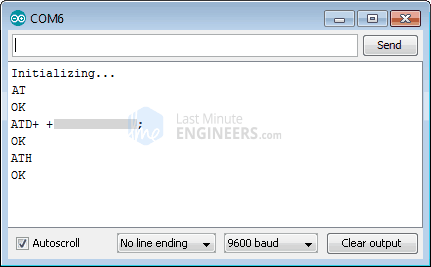 COM6
Send
Initializing...
AT
OK
ATD+ + ;
OK
ATH
OK
Last Minute
ENGINEERS.com
Autoscroll
No line ending
9600 baud
Clear output